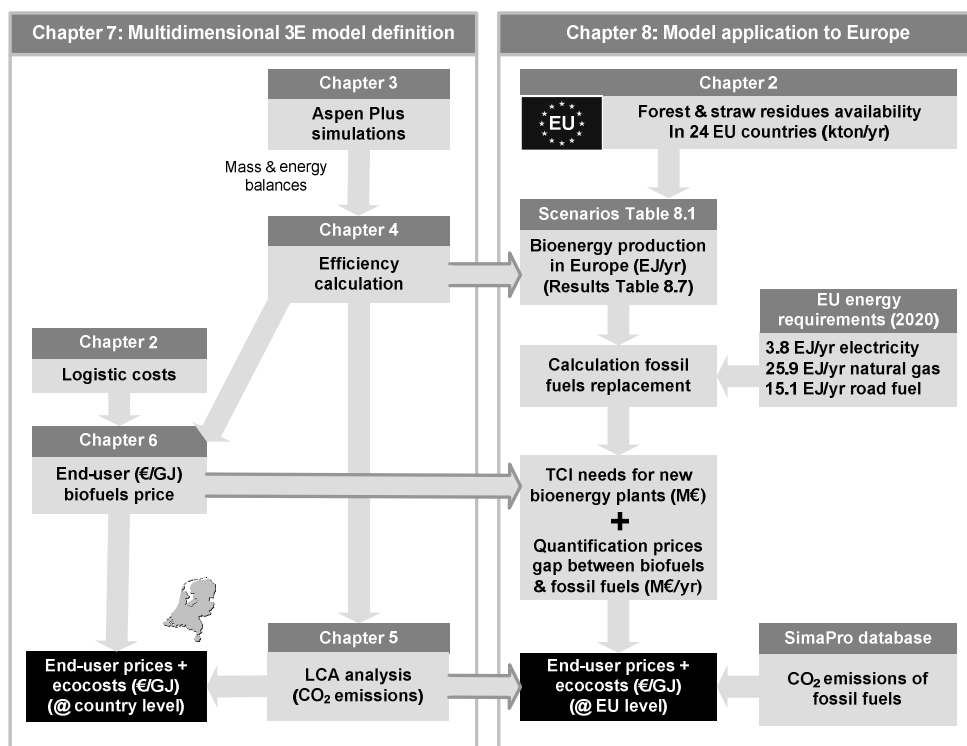 Chapter 7: Multidimensional 3E model definition
Chapter 3
Aspen Plus
simulations
Mass & energy
balances
Chapter 4
Efficiency
calculation
Chapter 2
Logistic costs
Chapter 6
End-user (€/GJ)
biofuels price
Chapter 5
LCA analysis
(CO₂ emissions)
End-user prices +
ecocosts (€/GJ)
(@ country level)
Chapter 8: Model application to Europe
Chapter 2
EU
Forest & straw residues availability
In 24 EU countries (kton/yr)
Scenarios Table 8.1
Bioenergy production
in Europe (EJ/yr)
(Results Table 8.7)
EU energy
requirements (2020)
3.8 EJ/yr electricity
25.9 EJ/yr natural gas
15.1 EJ/yr road fuel
Calculation fossil
fuels replacement
TCI needs for new
bioenergy plants (M€)
+
Quantification prices
gap between biofuels
& fossil fuels (M€/yr)
End-user prices +
ecocosts (€/GJ)
(@ EU level)
SimaPro database
CO₂ emissions of
fossil fuels